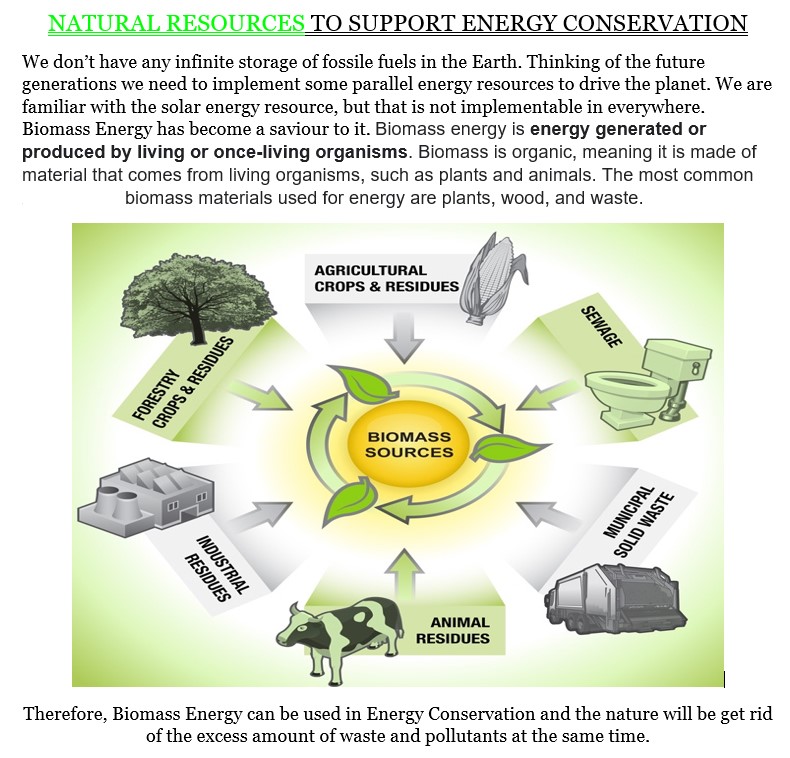 NATURAL RESOURCES TO SUPPORT ENERGY CONSERVATION
We don’t have any infinite storage of fossile fuels in the Earth. Thinking of the future
generations we need to implement some parallel energy resources to drive the planet. We are
familiar with the solar energy resource, but that is not implementable in everywhere.
Biomass Energy has become a saviour to it. Biomass energy is energy generated or
produced by living or once-living organisms. Biomass is organic, meaning it is made of
material that comes from living organisms, such as plants and animals. The most common
biomass materials used for energy are plants, wood, and waste.
AGRICULTURAL
CROPS & RESIDUES
SEWAGE
FORESTRY
CROPS & RESIDUES
BIOMASS
SOURCES
MUNICIPAL
SOLID WASTE
INDUSTRIAL
RESIDUES
ANIMAL
RESIDUES
Therefore, Biomass Energy can be used in Energy Conservation and the nature will be get rid
of the excess amount of waste and pollutants at the same time.